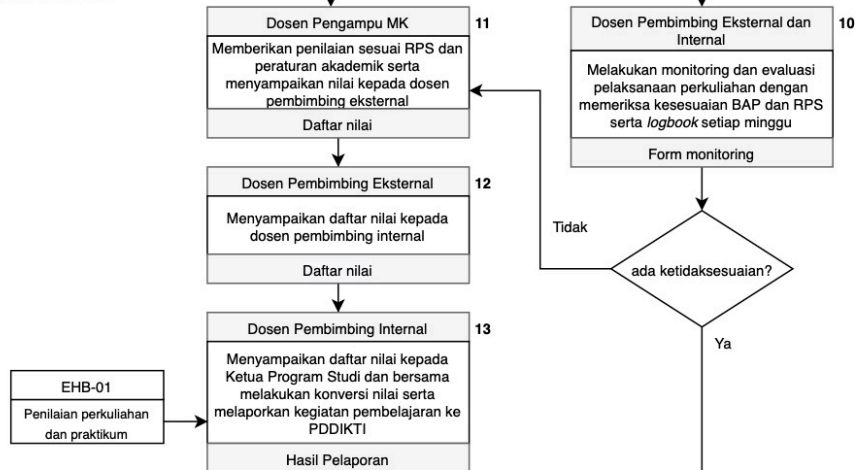 Dosen Pengampu MK
11
Memberikan penilaian sesuai RPS dan
peraturan akademik serta
menyampaikan nilai kepada dosen
pembimbing eksternal
Daftar nilai
Dosen Pembimbing Eksternal dan
Internal
10
Melakukan monitoring dan evaluasi
pelaksanaan perkuliahan dengan
memeriksa kesesuaian BAP dan RPS
serta logbook setiap minggu
Form monitoring
Dosen Pembimbing Eksternal
12
Menyampaikan daftar nilai kepada
dosen pembimbing internal
Daftar nilai
Tidak
ada ketidaksesuaian?
Ya
Dosen Pembimbing Internal
13
Menyampaikan daftar nilai kepada
Ketua Program Studi dan bersama
melakukan konversi nilai serta
melaporkan kegiatan pembelajaran ke
PDDIKTI
Hasil Pelaporan
EHB-01
Penilaian perkuliahan
dan praktikum